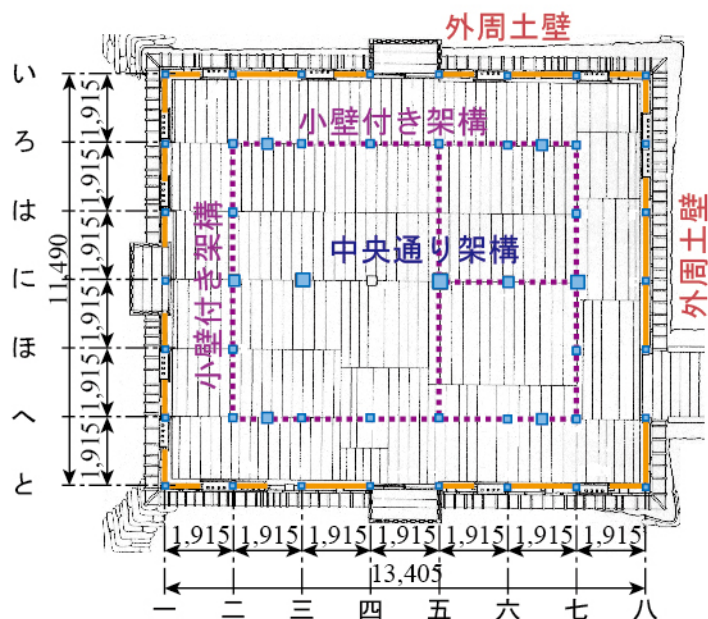 外周土壁
い
ろ
は
に
ほ
へ
と
1,915
1,915
1,915
1,915
1,915
1,915
11,490
小壁付き架構
中央通り架構
小壁付き架構
外周土壁
1,915
1,915
1,915
1,915
1,915
1,915
1,915
13,405
一
二
三
四
五
六
七
八